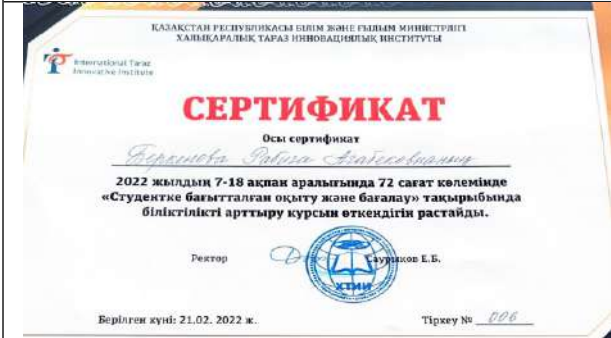 ҚАЗАҚСТАН РЕСПУБЛИКАСЫ БІЛІМ ЖӘНЕ ҒЫЛЫМ МИНИСТРЛІГІ
ХАЛЫҚАРАЛЫҚ ТАРАЗ ИННОВАЦИЯЛЫҚ ИНСТИТУТЫ
International Taraz
Innovative Institute
СЕРТИФИКАТ
Осы сертификат
2022 жылдың 7-18 ақпан аралығында 72 сағат көлемінде
«Студентке бағытталған оқыту және бағалау» тақырыбында
біліктілікті арттыру курсын өткендігін растайды.
Ректор Саурыков Е.Б.
ХТИИ
Берілген күні: 21.02. 2022 ж. Тіркеу № 006